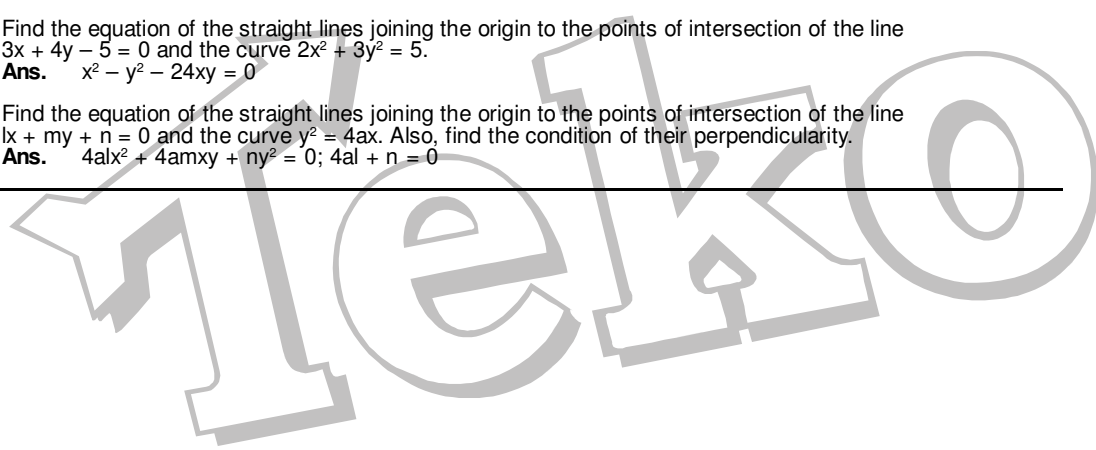 Find the equation of the straight lines joining the origin to the points of intersection of the line
3x + 4y – 5 = 0 and the curve 2x² + 3y² = 5.
Ans. x² – y² – 24xy = 0
Find the equation of the straight lines joining the origin to the points of intersection of the line
lx + my + n = 0 and the curve y² = 4ax. Also, find the condition of their perpendicularity.
Ans. 4alx² + 4amxy + ny² = 0; 4al + n = 0
Teko